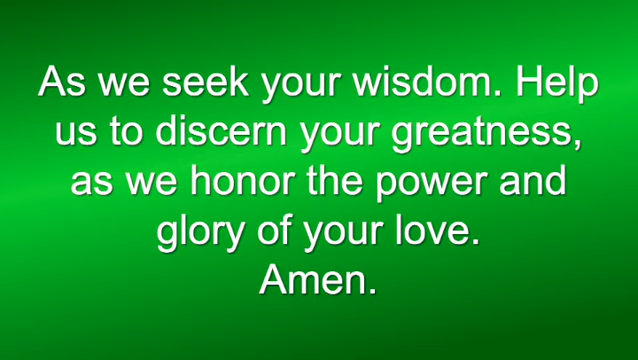 As we seek your wisdom. Help
us to discern your greatness,
as we honor the power and
glory of your love.
Amen.